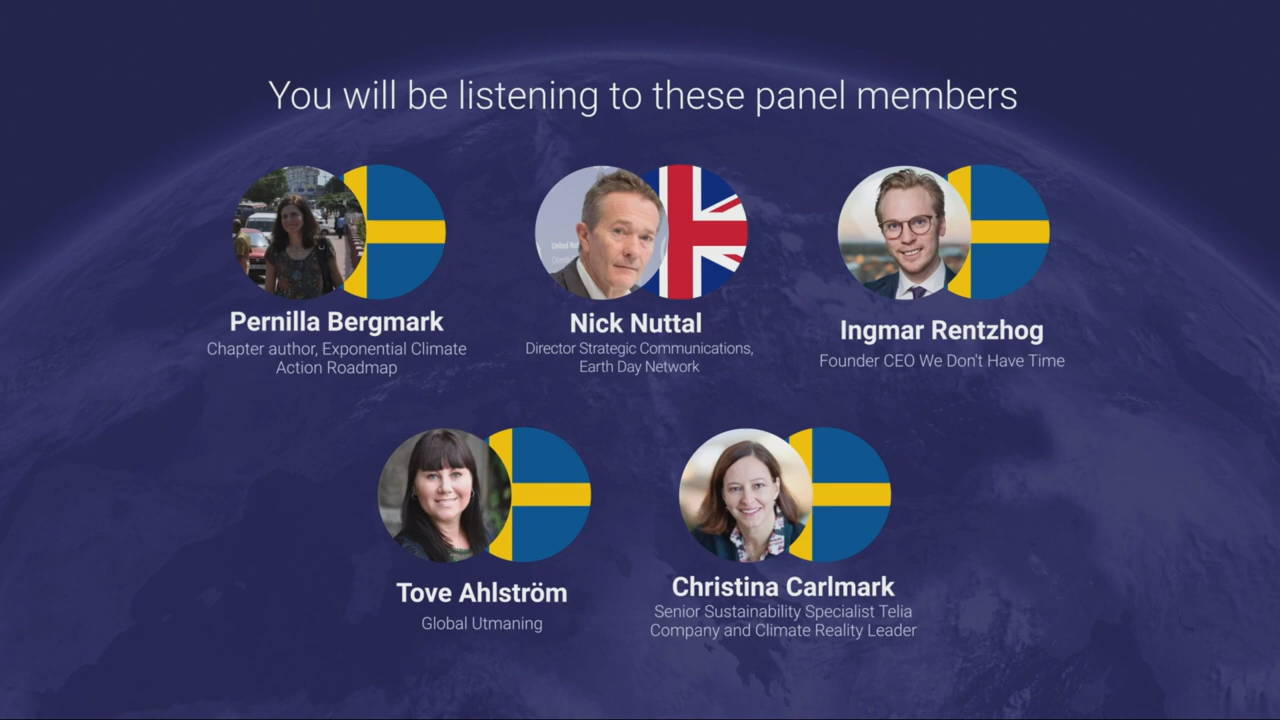 You will be listening to these panel members
Pernilla Bergmark
Chapter author, Exponential Climate
Action Roadmap
Nick Nuttal
Director Strategic Communications,
Earth Day Network
Ingmar Rentzhog
Founder CEO We Don't Have Time
Tove Ahlström
Global Utmaning
Christina Carlmark
Senior Sustainability Specialist Telia
Company and Climate Reality Leader